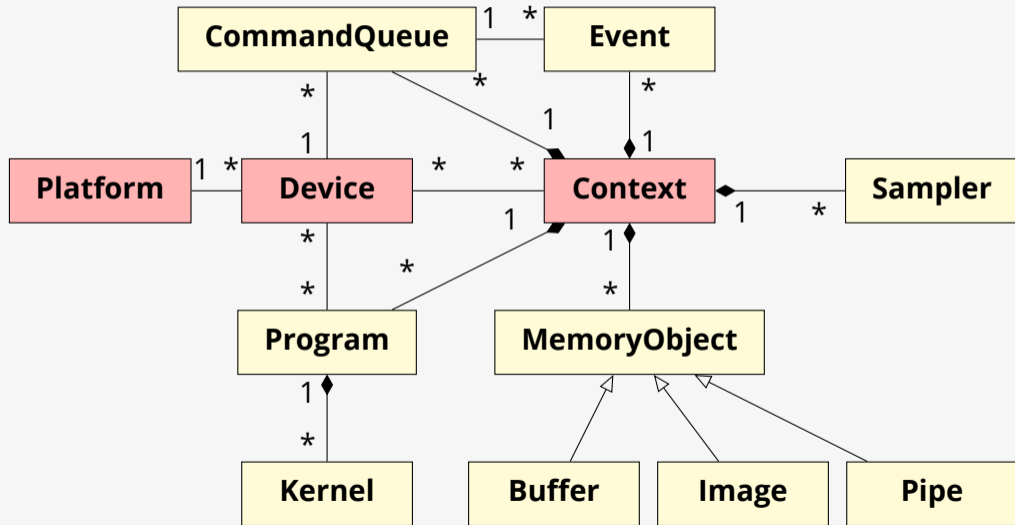 CommandQueue 1 * Event
* * *
1 1 1
Platform 1 * Device * * Context 1 * Sampler
* 1 1
* * *
Program MemoryObject
1
*
Kernel Buffer Image Pipe